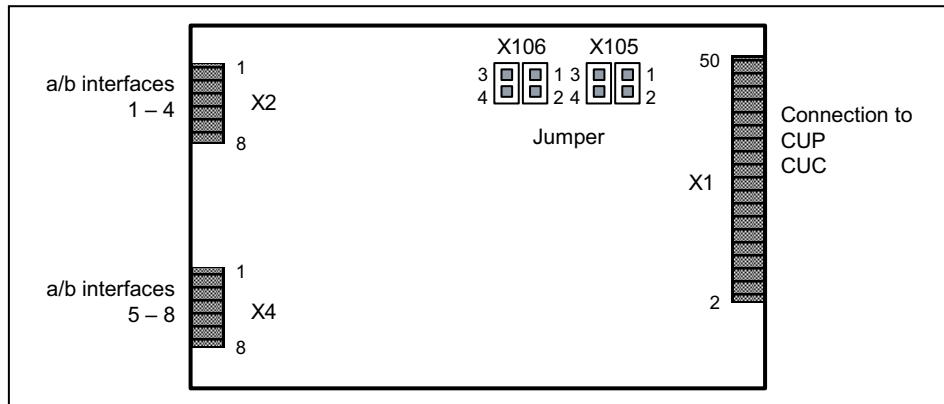 X106 X105
50
3 1 3 1
4 2 4 2
Jumper
a/b interfaces
1 – 4
1
X2
8
Connection to
CUP
CUC
X1
a/b interfaces
5 – 8
1
X4
8
2